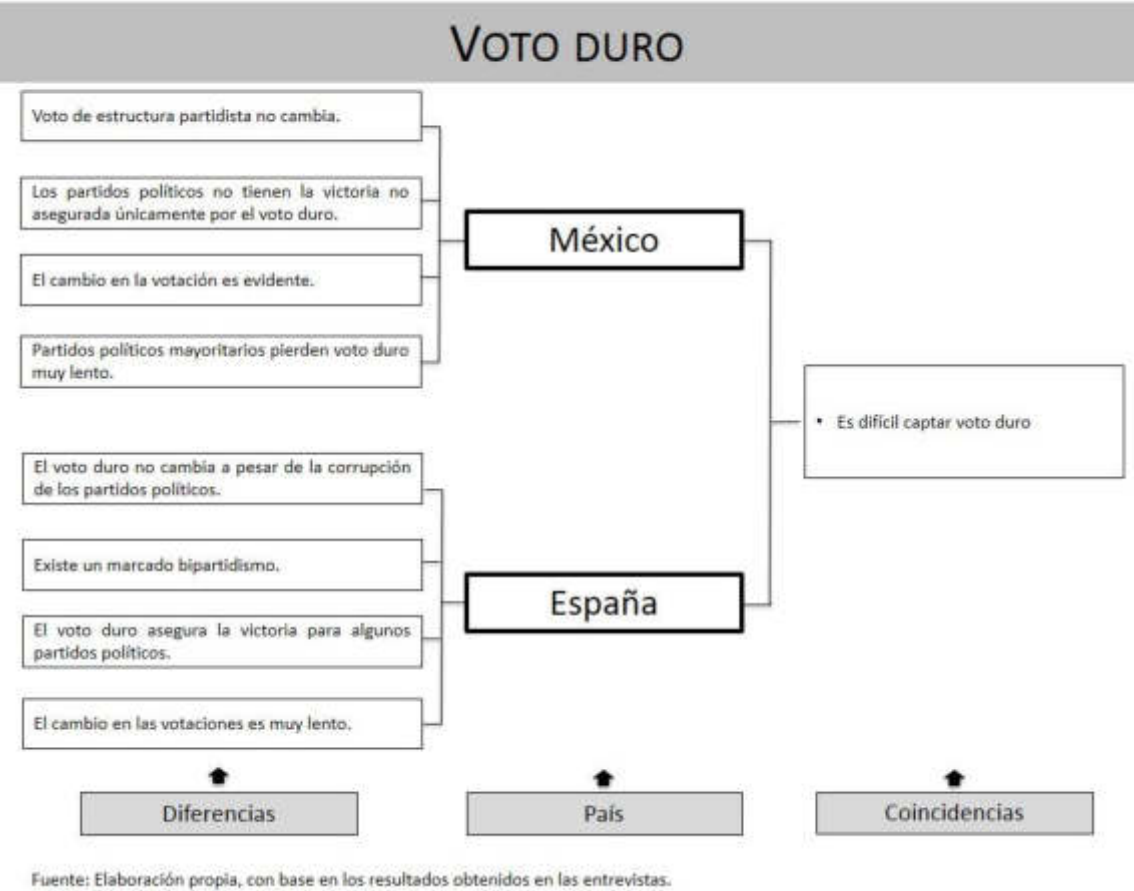 VOTO DURO
Voto de estructura partidista no cambia.
Los partidos políticos no tienen la victoria no
asegurada únicamente por el voto duro.
El cambio en la votación es evidente.
Partidos políticos mayoritarios pierden voto duro
muy lento.
México
El voto duro no cambia a pesar de la corrupción
de los partidos políticos.
Existe un marcado bipartidismo.
El voto duro asegura la victoria para algunos
partidos políticos.
El cambio en las votaciones es muy lento.
España
• Es difícil captar voto duro
Diferencias
País
Coincidencias
Fuente: Elaboración propia, con base en los resultados obtenidos en las entrevistas.